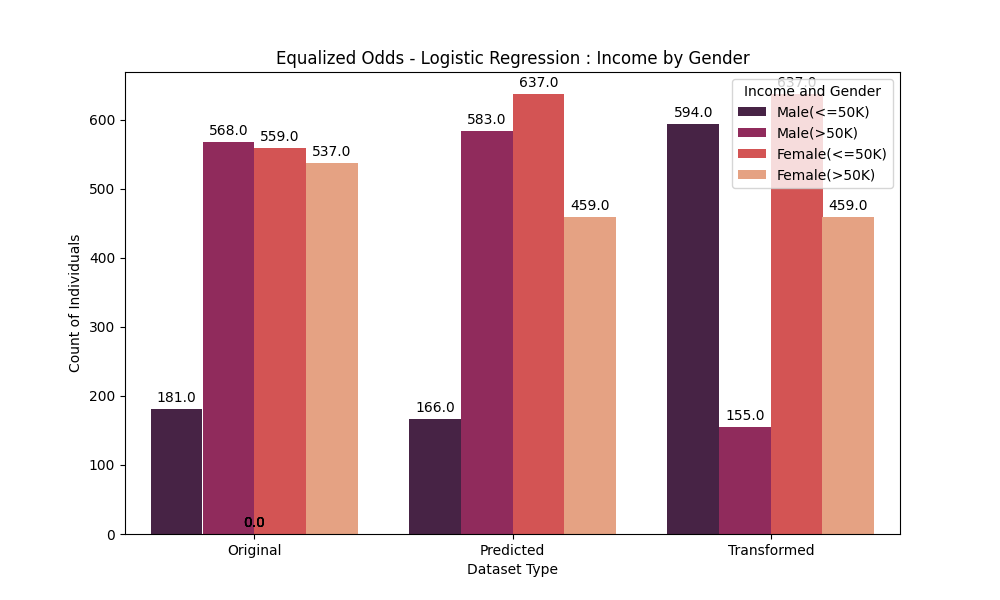 Equalized Odds - Logistic Regression : Income by Gender
Count of Individuals
600
500
400
300
200
100
0
181.0
568.0
559.0
537.0
0.0
166.0
583.0
637.0
459.0
594.0
155.0
637.0
459.0
Income and Gender
Male(<=50K)
Male(>50K)
Female(<=50K)
Female(>50K)
Original
Predicted
Transformed
Dataset Type